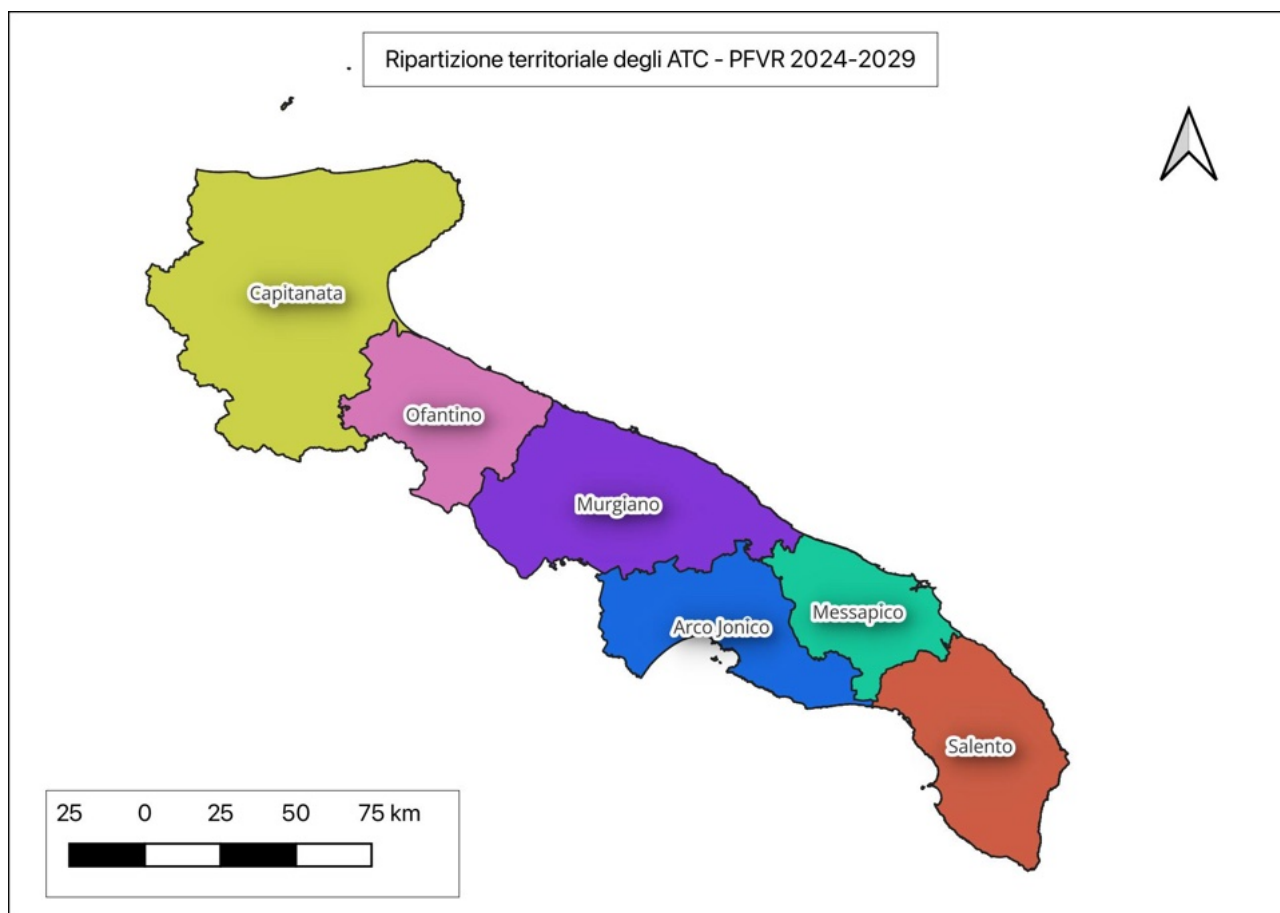 Ripartizione territoriale degli ATC - PFVR 2024-2029
Capitanata
Ofantino
Murgiano
Messapico
Arco Jonico
Salento
25 0 25 50 75 km